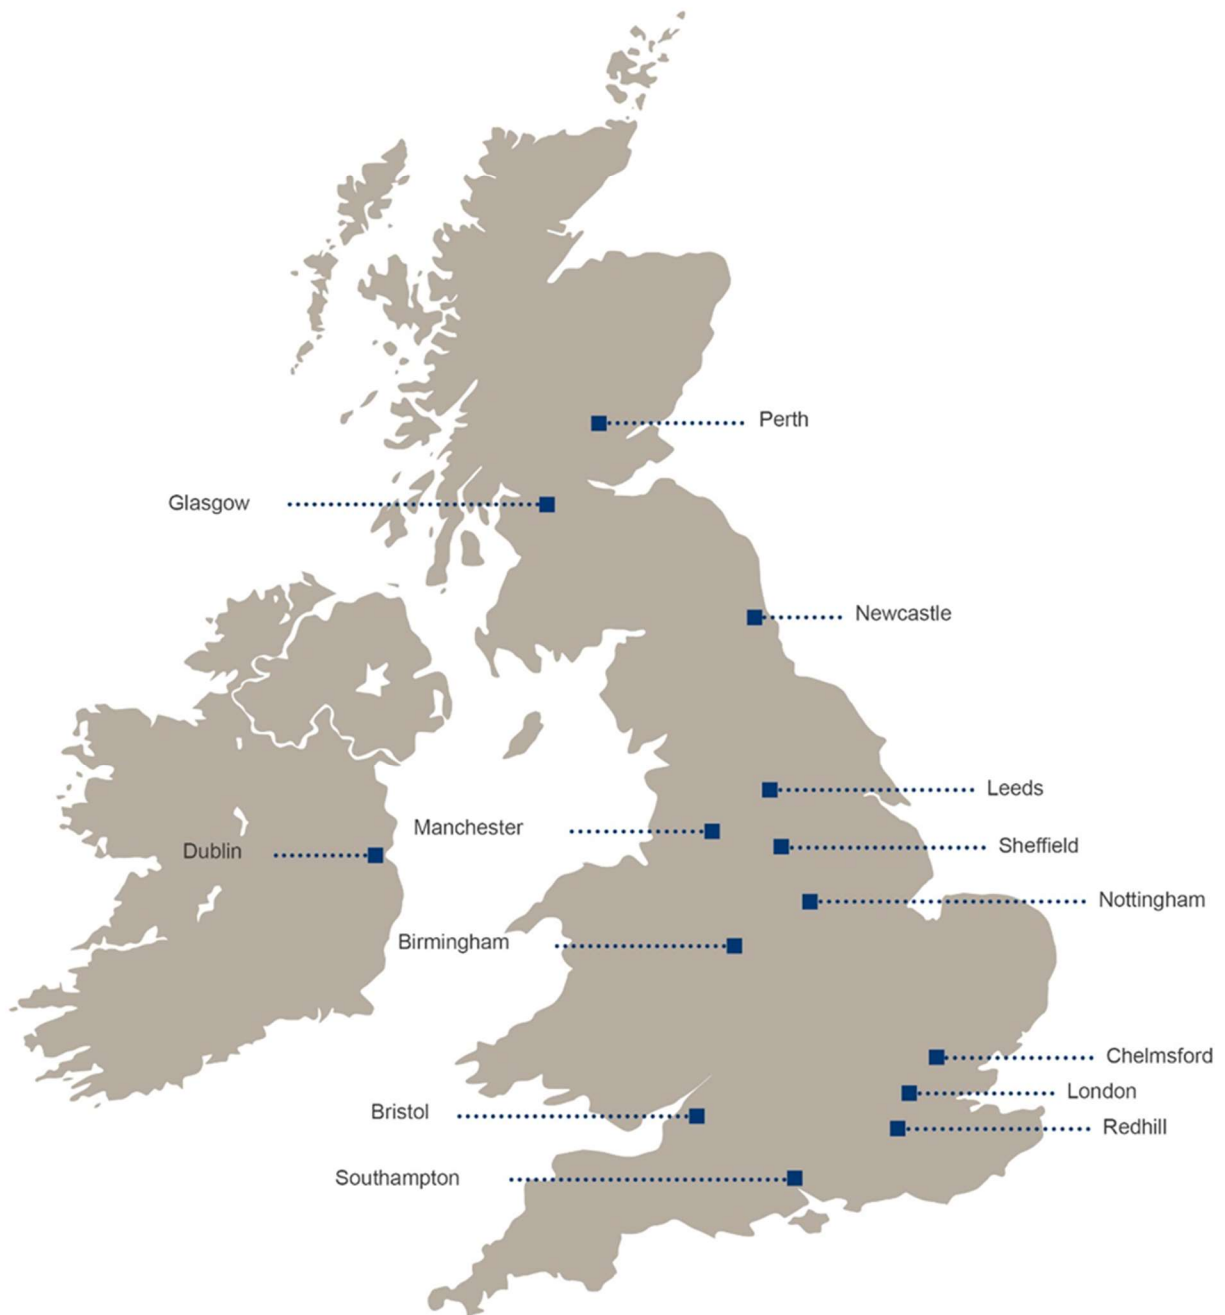 Perth
Glasgow
Newcastle
Leeds
Manchester
Sheffield
Dublin
Nottingham
Birmingham
Chelmsford
London
Bristol
Redhill
Southampton